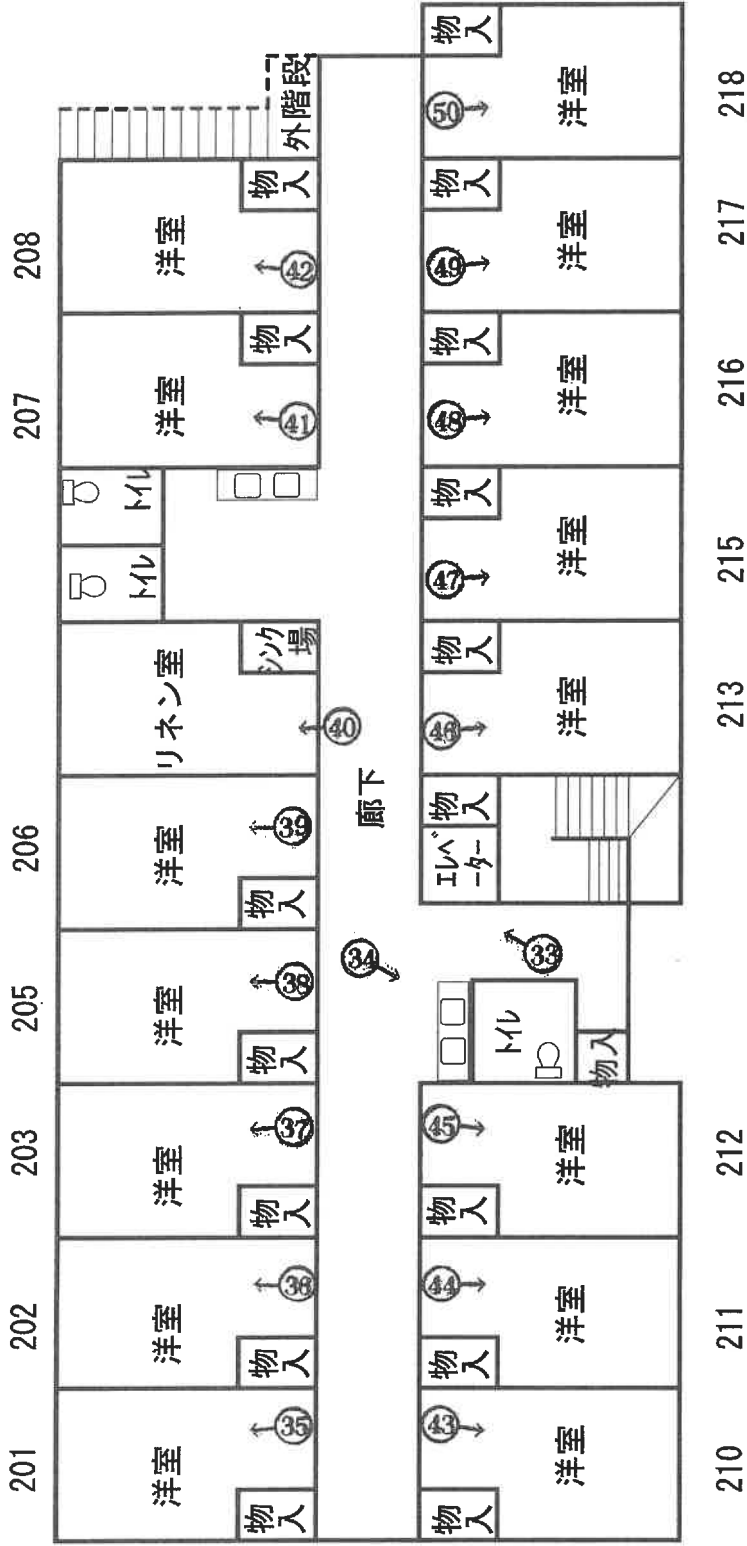 201
202
203
205
206
207
208
洋室
洋室
洋室
洋室
洋室
リネン室
トイレ
トイレ
洋室
洋室
物入
35
物入
36
物入
37
物入
38
物入
39
シンク場
40
41
物入
42
物入
外階段
34
廊下
物入
43
物入
44
物入
45
エレベーター
物入
46
物入
47
物入
48
物入
49
物入
50
物入
トイレ
33
物入
洋室
洋室
洋室
洋室
洋室
洋室
洋室
洋室
210
211
212
213
215
216
217
218